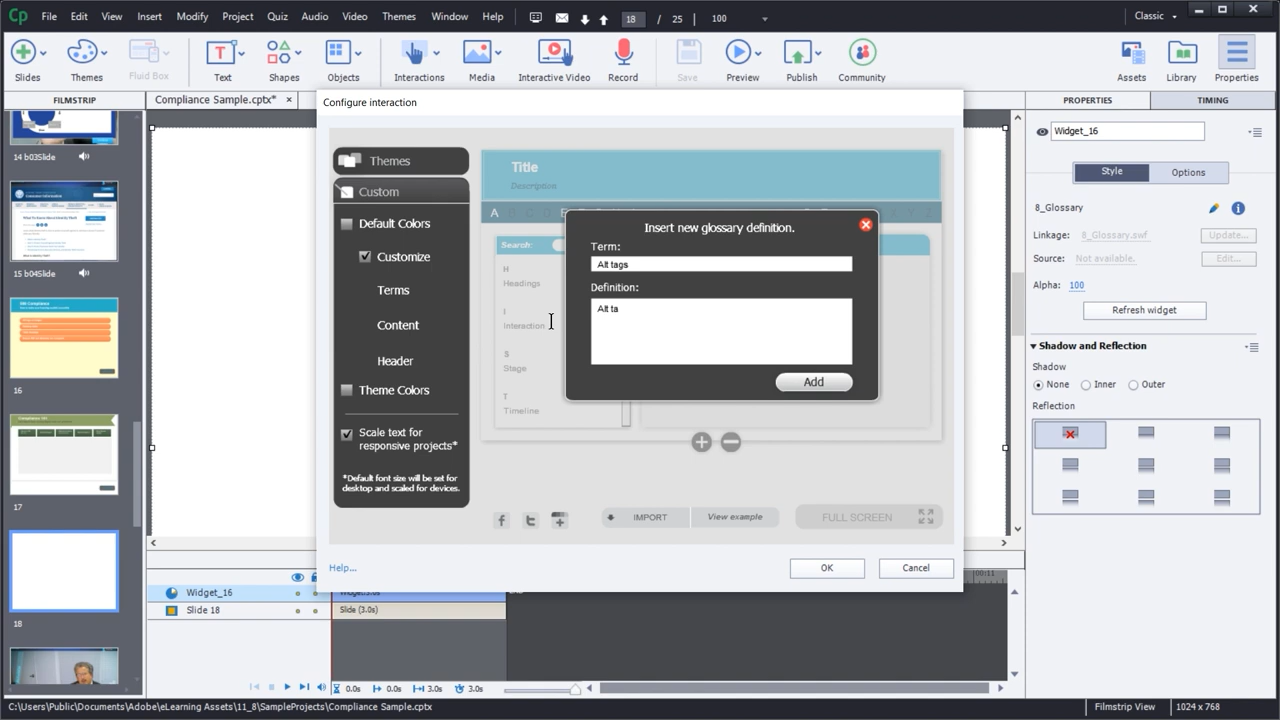 Cp File Edit View Insert Modify Project Quiz Audio Video Themes Window Help 18 / 25 100 Classic
Slides Themes Fluid Box Text Shapes Objects Interactions Media Interactive Video Record Save Preview Publish Community Assets Library Properties
FILMSTRIP
Compliance Sample.cptx* ×
14 b03Slide
15 b04Slide
16
17
18
Configure interaction
Themes
Custom
Default Colors
Customize
Terms
Content
Header
Theme Colors
Scale text for
responsive projects*
*Default font size will be set for
desktop and scaled for devices.
Title
Description
A
Search:
H
Headings
I
Interaction
S
Stage
T
Timeline
Insert new glossary definition.
Term:
Alt tags
Definition:
Alt ta
Add
IMPORT
View example
FULL SCREEN
Help...
OK
Cancel
PROPERTIES
TIMING
Widget_16
Style
Options
8_Glossary
Linkage: 8_Glossary.swf Update...
Source: Not available. Edit...
Alpha: 100
Refresh widget
Shadow and Reflection
Shadow
None Inner Outer
Reflection
Widget_16
Widget:3.0s
Slide 18
Slide (3.0s)
0.0s 0.0s 3.0s 3.0s
C:\Users\Public\Documents\Adobe\eLearning Assets\11_8\SampleProjects\Compliance Sample.cptx
Filmstrip View 1024 x 768